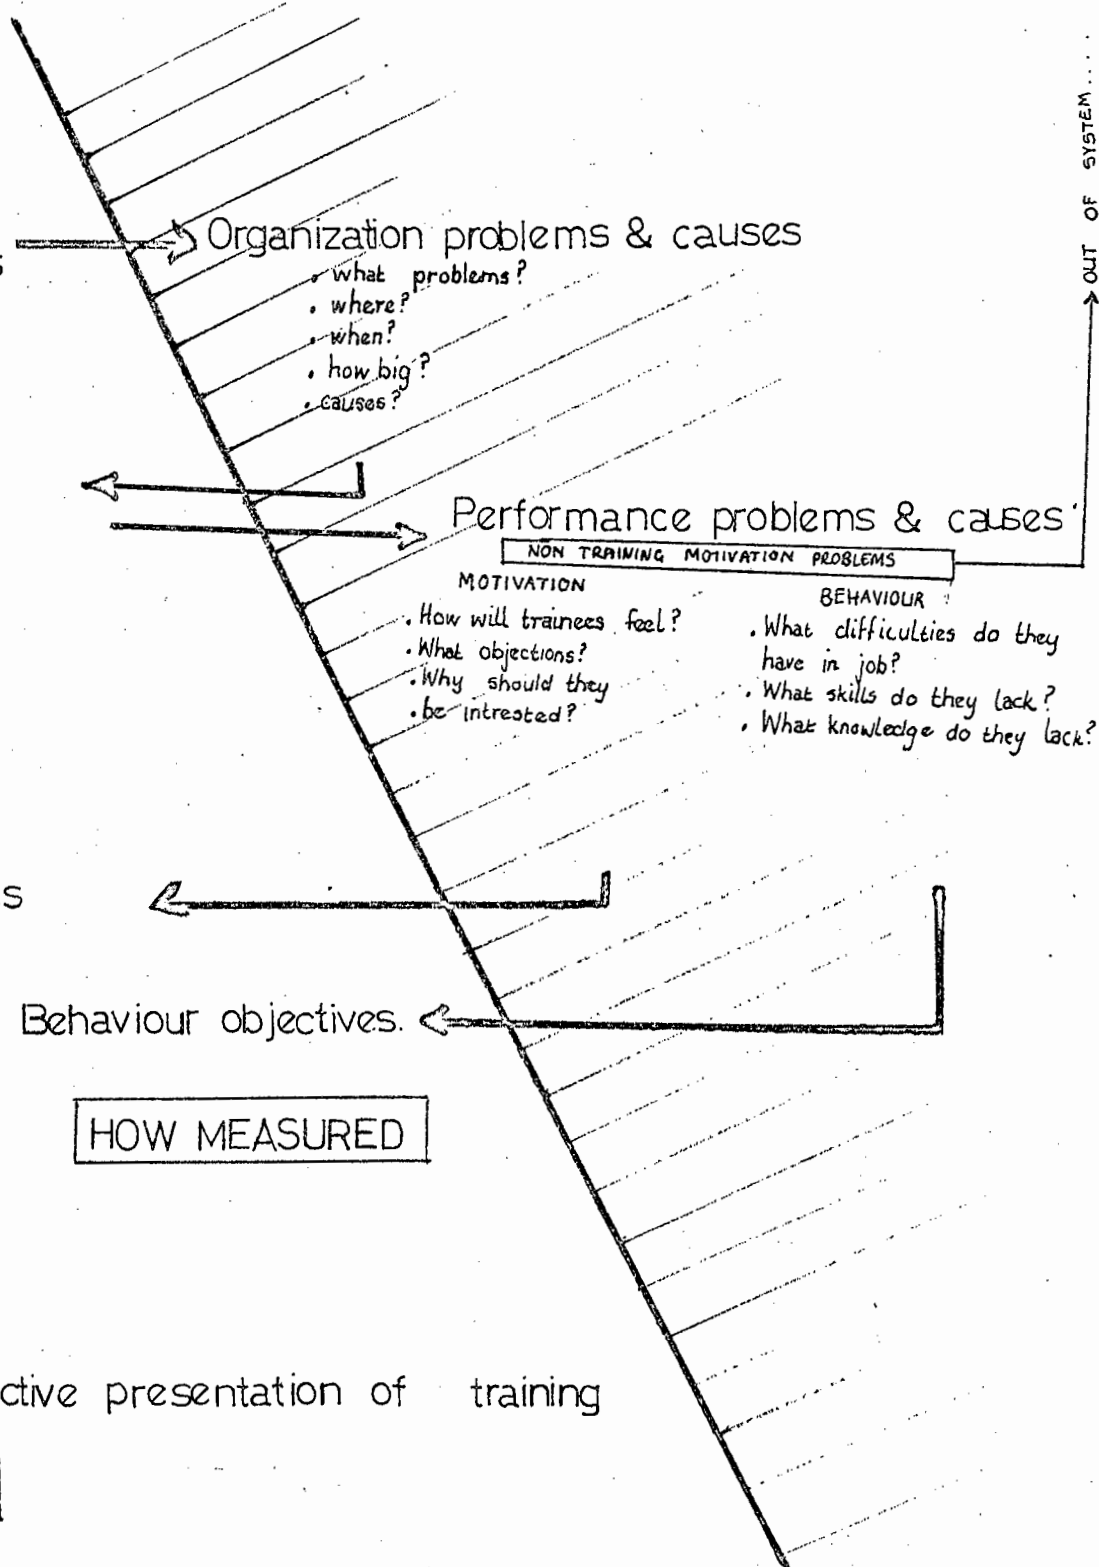 OUT OF SYSTEM....
Organization problems & causes
. what problems?
. where?
. when?
. how big?
. causes?
Performance problems & causes
NON TRAINING MOTIVATION PROBLEMS
MOTIVATION
. How will trainees feel?
. What objections?
. Why should they
. be intrested?
BEHAVIOUR
. What difficulties do they
have in job?
. What skills do they lack?
. What knowledge do they lack?
s
Behaviour objectives.
HOW MEASURED
ctive presentation of training